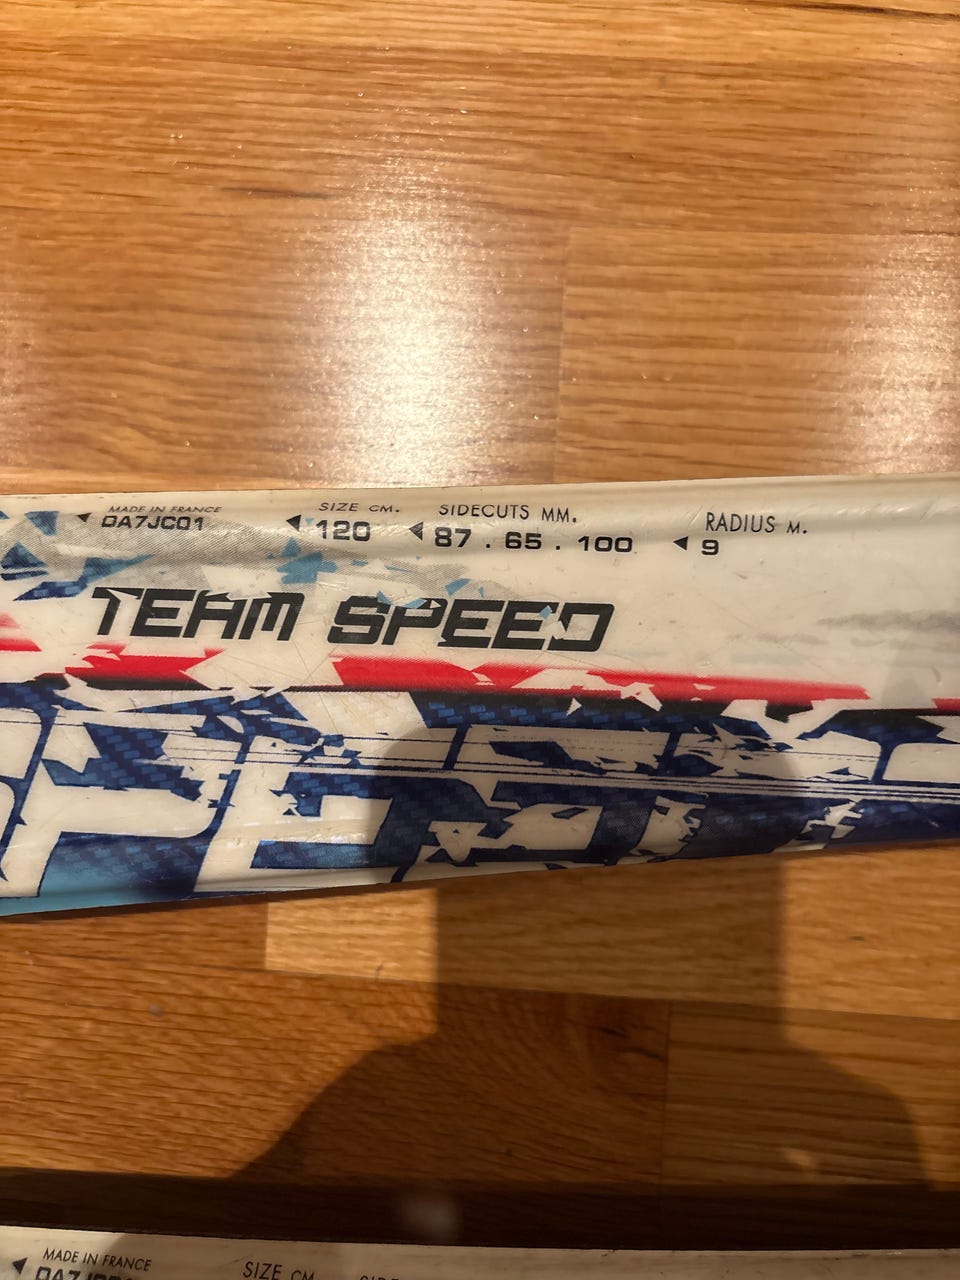 MADE IN FRANCE
DA7JC01
SIZE CM.
120
SIDECUTS MM.
87 . 65 . 100
RADIUS M.
9
TEAM SPEED
MADE IN FRANCE
SIZE CM.